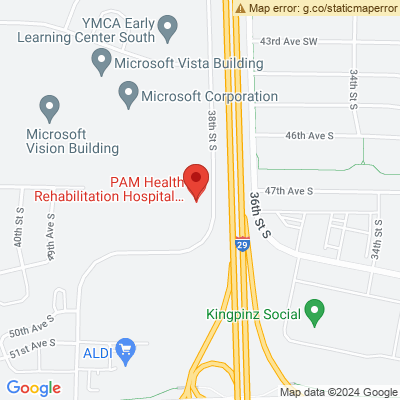 Map error: g.co/staticmaperror
YMCA Early
Learning Center South
43rd Ave SW
Microsoft Vista Building
34th St S
Microsoft Corporation
38th St S
Microsoft
Vision Building
46th Ave S
PAM Health
Rehabilitation Hospital...
47th Ave S
40th St S
39th Ave S
36th St S
34th St S
29
Kingpinz Social
50th Ave S
51st Ave S
ALDI
Google
Map data ©2024 Google